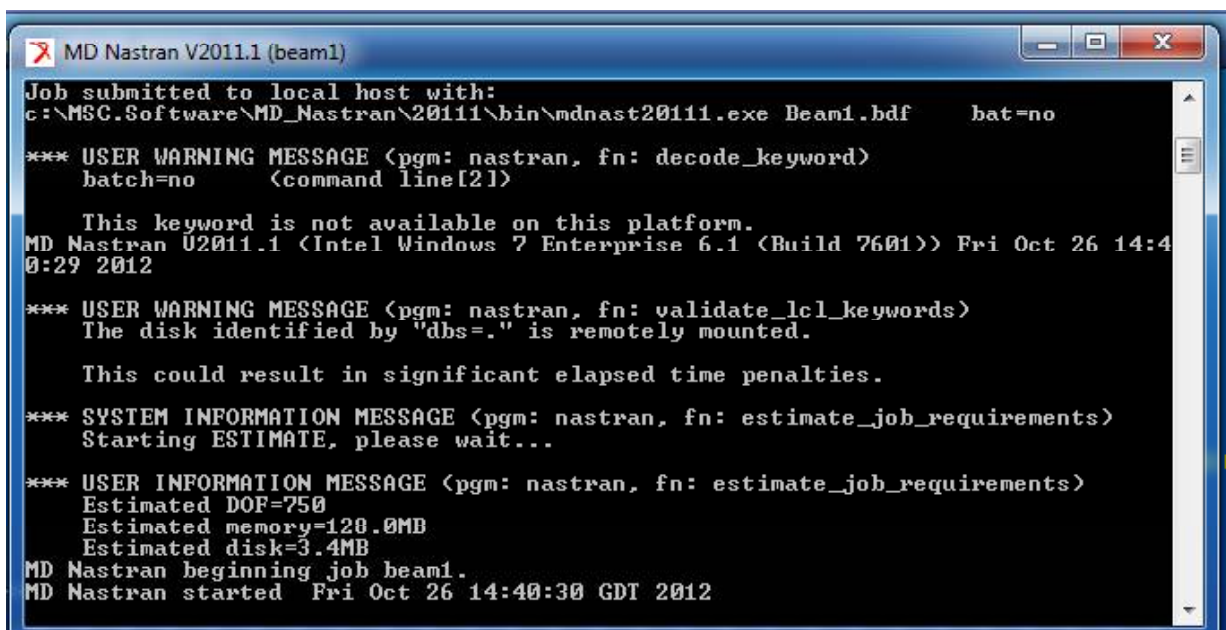 MD Nastran V2011.1 (beam1)
Job submitted to local host with:
c:\MSC.Software\MD_Nastran\20111\bin\mdnast20111.exe Beam1.bdf    bat=no
*** USER WARNING MESSAGE (pgm: nastran, fn: decode_keyword)
batch=no     (command line[2])
This keyword is not available on this platform.
MD Nastran V2011.1 (Intel Windows 7 Enterprise 6.1 (Build 7601)) Fri Oct 26 14:4
0:29 2012
*** USER WARNING MESSAGE (pgm: nastran, fn: validate_lcl_keywords)
The disk identified by "dbs=." is remotely mounted.
This could result in significant elapsed time penalties.
*** SYSTEM INFORMATION MESSAGE (pgm: nastran, fn: estimate_job_requirements)
Starting ESTIMATE, please wait...
*** USER INFORMATION MESSAGE (pgm: nastran, fn: estimate_job_requirements)
Estimated DOF=750
Estimated memory=128.0MB
Estimated disk=3.4MB
MD Nastran beginning job beam1.
MD Nastran started  Fri Oct 26 14:40:30 GDT 2012